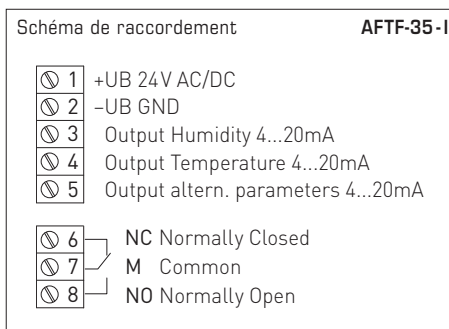 Schéma de raccordement AFTF-35-I
1 +UB 24V AC/DC
2 –UB GND
3 Output Humidity 4...20mA
4 Output Temperature 4...20mA
5 Output altern. parameters 4...20mA
6 NC Normally Closed
7 M Common
8 NO Normally Open